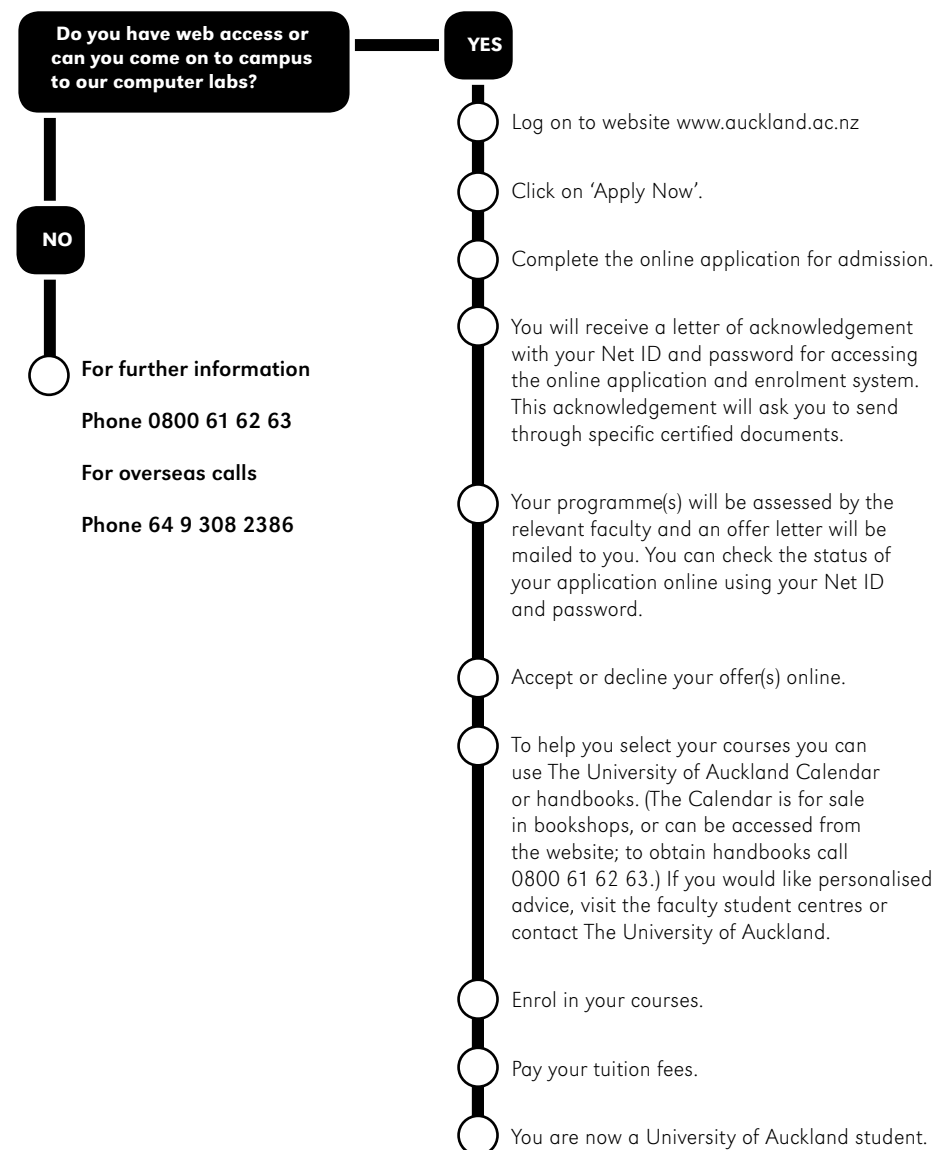 Do you have web access or
can you come on to campus
to our computer labs?
YES
Log on to website www.auckland.ac.nz
Click on ‘Apply Now’.
Complete the online application for admission.
You will receive a letter of acknowledgement
with your Net ID and password for accessing
the online application and enrolment system.
This acknowledgement will ask you to send
through specific certified documents.
Your programme(s) will be assessed by the
relevant faculty and an offer letter will be
mailed to you. You can check the status of
your application online using your Net ID
and password.
Accept or decline your offer(s) online.
To help you select your courses you can
use The University of Auckland Calendar
or handbooks. (The Calendar is for sale
in bookshops, or can be accessed from
the website; to obtain handbooks call
0800 61 62 63.) If you would like personalised
advice, visit the faculty student centres or
contact The University of Auckland.
Enrol in your courses.
Pay your tuition fees.
You are now a University of Auckland student.
NO
For further information
Phone 0800 61 62 63
For overseas calls
Phone 64 9 308 2386